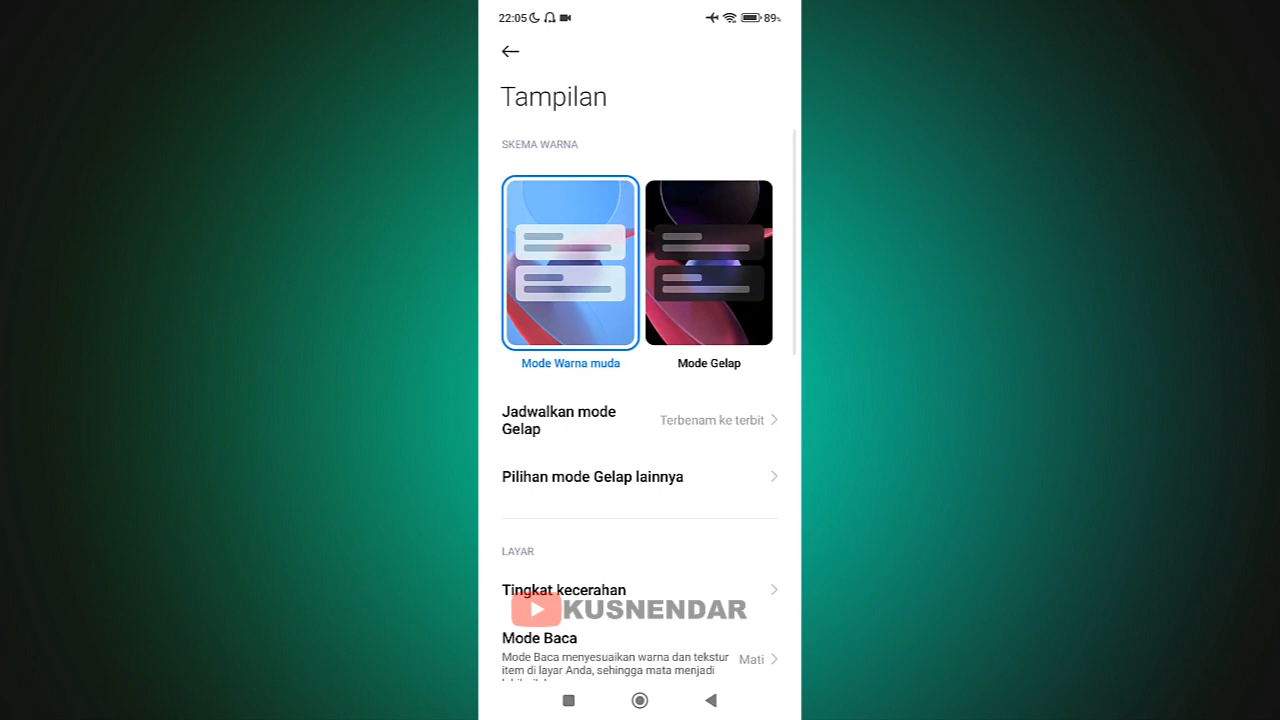 22:05
89%
Tampilan
SKEMA WARNA
Mode Warna muda
Mode Gelap
Jadwalkan mode
Gelap
Terbenam ke terbit
Pilihan mode Gelap lainnya
LAYAR
Tingkat kecerahan
KUSNENDAR
Mode Baca
Mode Baca menyesuaikan warna dan tekstur
item di layar Anda, sehingga mata menjadi
Mati